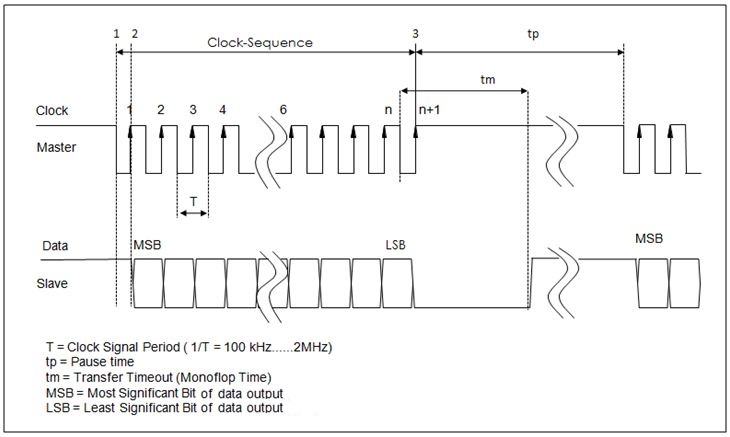 1 2 3 tp
Clock-Sequence
tm
Clock 1 2 3 4 6 n n+1
Master
T
Data MSB LSB MSB
Slave
T = Clock Signal Period ( 1/T = 100 kHz......2MHz)
tp = Pause time
tm = Transfer Timeout (Monoflop Time)
MSB = Most Significant Bit of data output
LSB = Least Significant Bit of data output